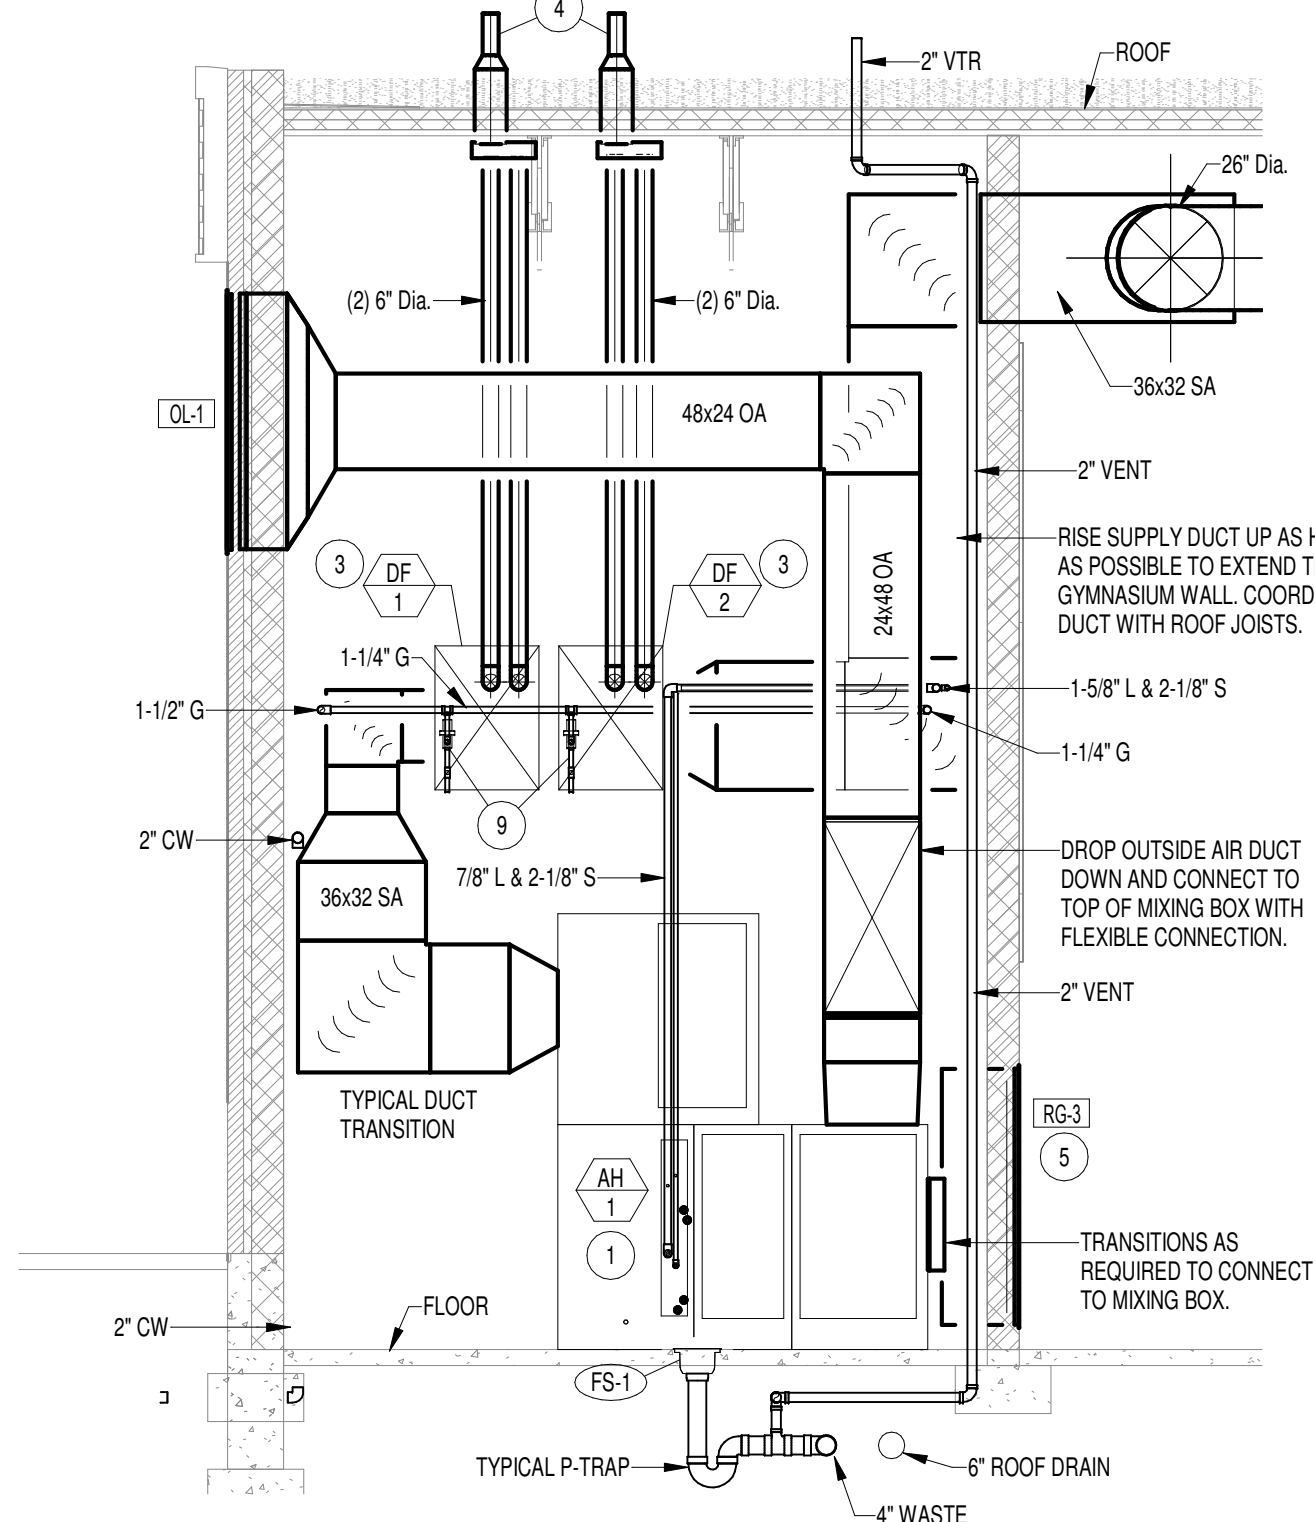 4
2" VTR
ROOF
26" Dia.
(2) 6" Dia.
(2) 6" Dia.
36x32 SA
OL-1
48x24 OA
2" VENT
RISE SUPPLY DUCT UP AS
AS POSSIBLE TO EXTEND
GYMNASIUM WALL.
DUCT WITH ROOF JOISTS.
3
DF
1
DF
2
3
24x48 OA
1-1/4" G
1-5/8" L & 2-1/8" S
1-1/2" G
1-1/4" G
9
2" CW
7/8" L & 2-1/8" S
DROP OUTSIDE AIR DUCT
DOWN AND CONNECT TO
TOP OF MIXING BOX WITH
FLEXIBLE CONNECTION.
36x32 SA
2" VENT
TYPICAL DUCT
TRANSITION
RG-3
5
AH
1
1
TRANSITIONS AS
REQUIRED TO CONNECT
TO MIXING BOX.
FLOOR
2" CW
FS-1
TYPICAL P-TRAP
6" ROOF DRAIN
4" WASTE